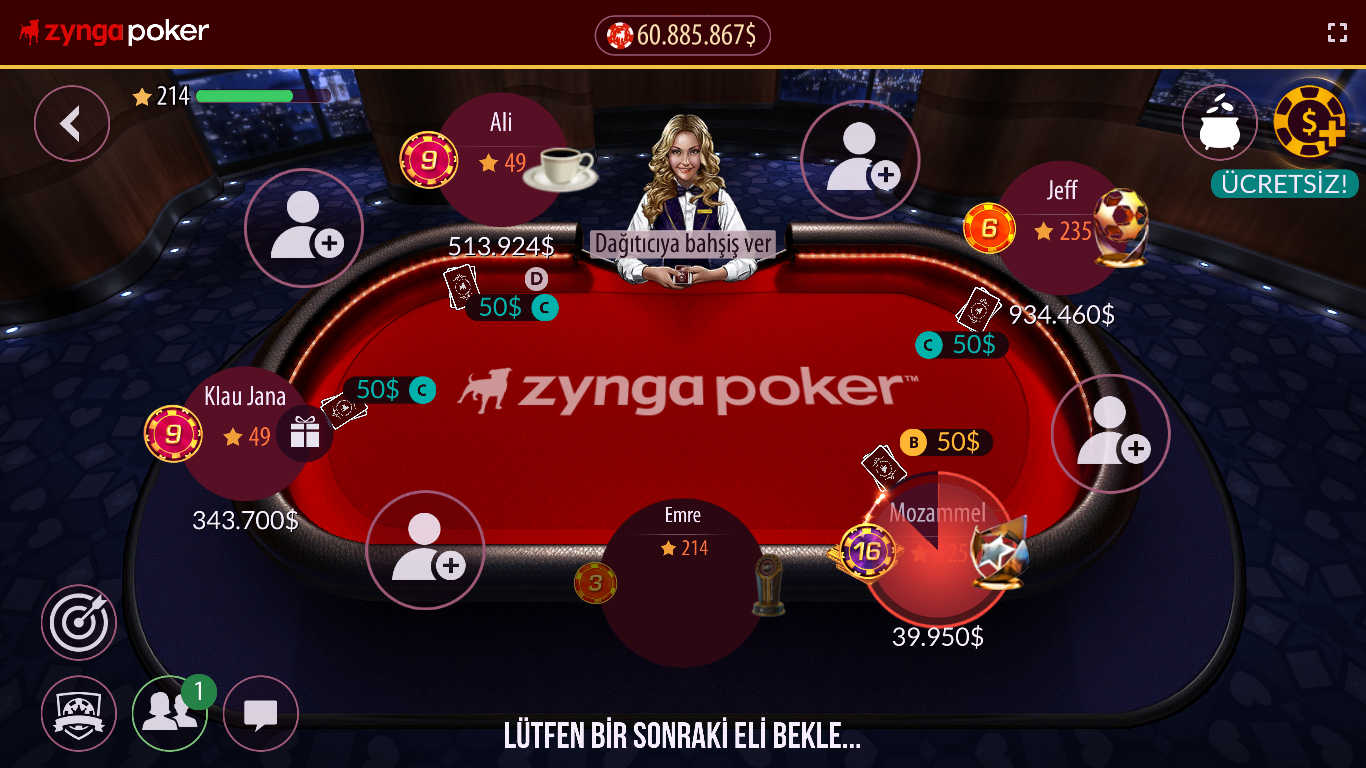 zynga poker
60.885.867$
214
ÜCRETSİZ!
Ali
9
49
513.924$
D
50$ C
Dağıtıcıya bahşiş ver
Jeff
6
235
934.460$
C 50$
Klau Jana
9
49
343.700$
50$ C
zynga poker™
B 50$
Emre
214
3
Mozammel
16
39.950$
1
LÜTFEN BİR SONRAKİ ELİ BEKLE...